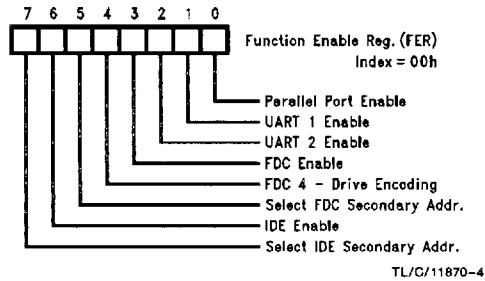 7 6 5 4 3 2 1 0
Function Enable Reg. (FER)
Index = 00h
Parallel Port Enable
UART 1 Enable
UART 2 Enable
FDC Enable
FDC 4 - Drive Encoding
Select FDC Secondary Addr.
IDE Enable
Select IDE Secondary Addr.
TL/C/11870-4